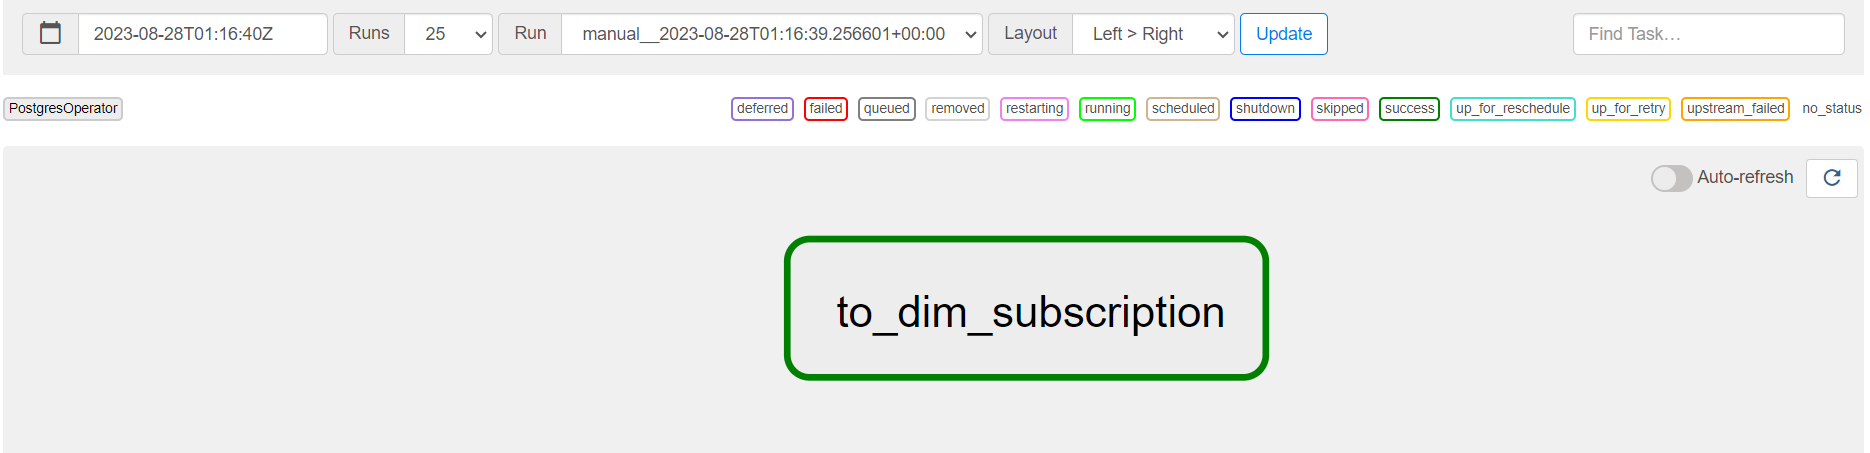 2023-08-28T01:16:40Z Runs 25 Run manual__2023-08-28T01:16:39.256601+00:00 Layout Left > Right Update Find Task…
PostgresOperator deferred failed queued removed restarting running scheduled shutdown skipped success up_for_reschedule up_for_retry upstream_failed no_status
Auto-refresh
to_dim_subscription